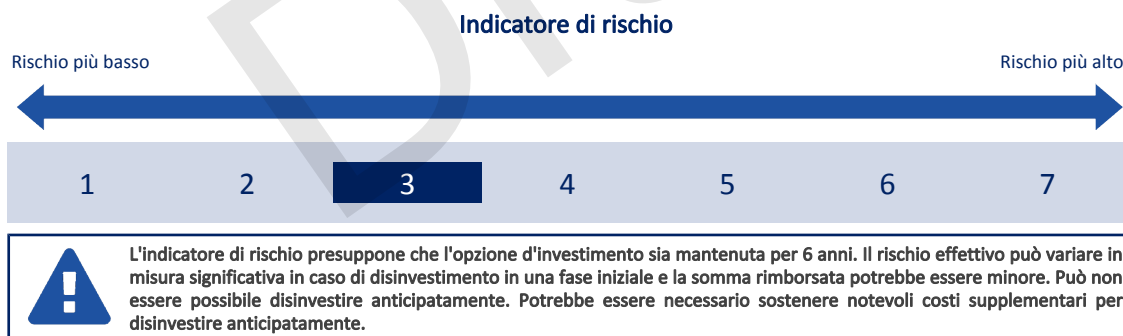 Indicatore di rischio
Rischio più basso
Rischio più alto
1 2 3 4 5 6 7
L'indicatore di rischio presuppone che l'opzione d'investimento sia mantenuta per 6 anni. Il rischio effettivo può variare in
misura significativa in caso di disinvestimento in una fase iniziale e la somma rimborsata potrebbe essere minore. Può non
essere possibile disinvestire anticipatamente. Potrebbe essere necessario sostenere notevoli costi supplementari per
disinvestire anticipatamente.